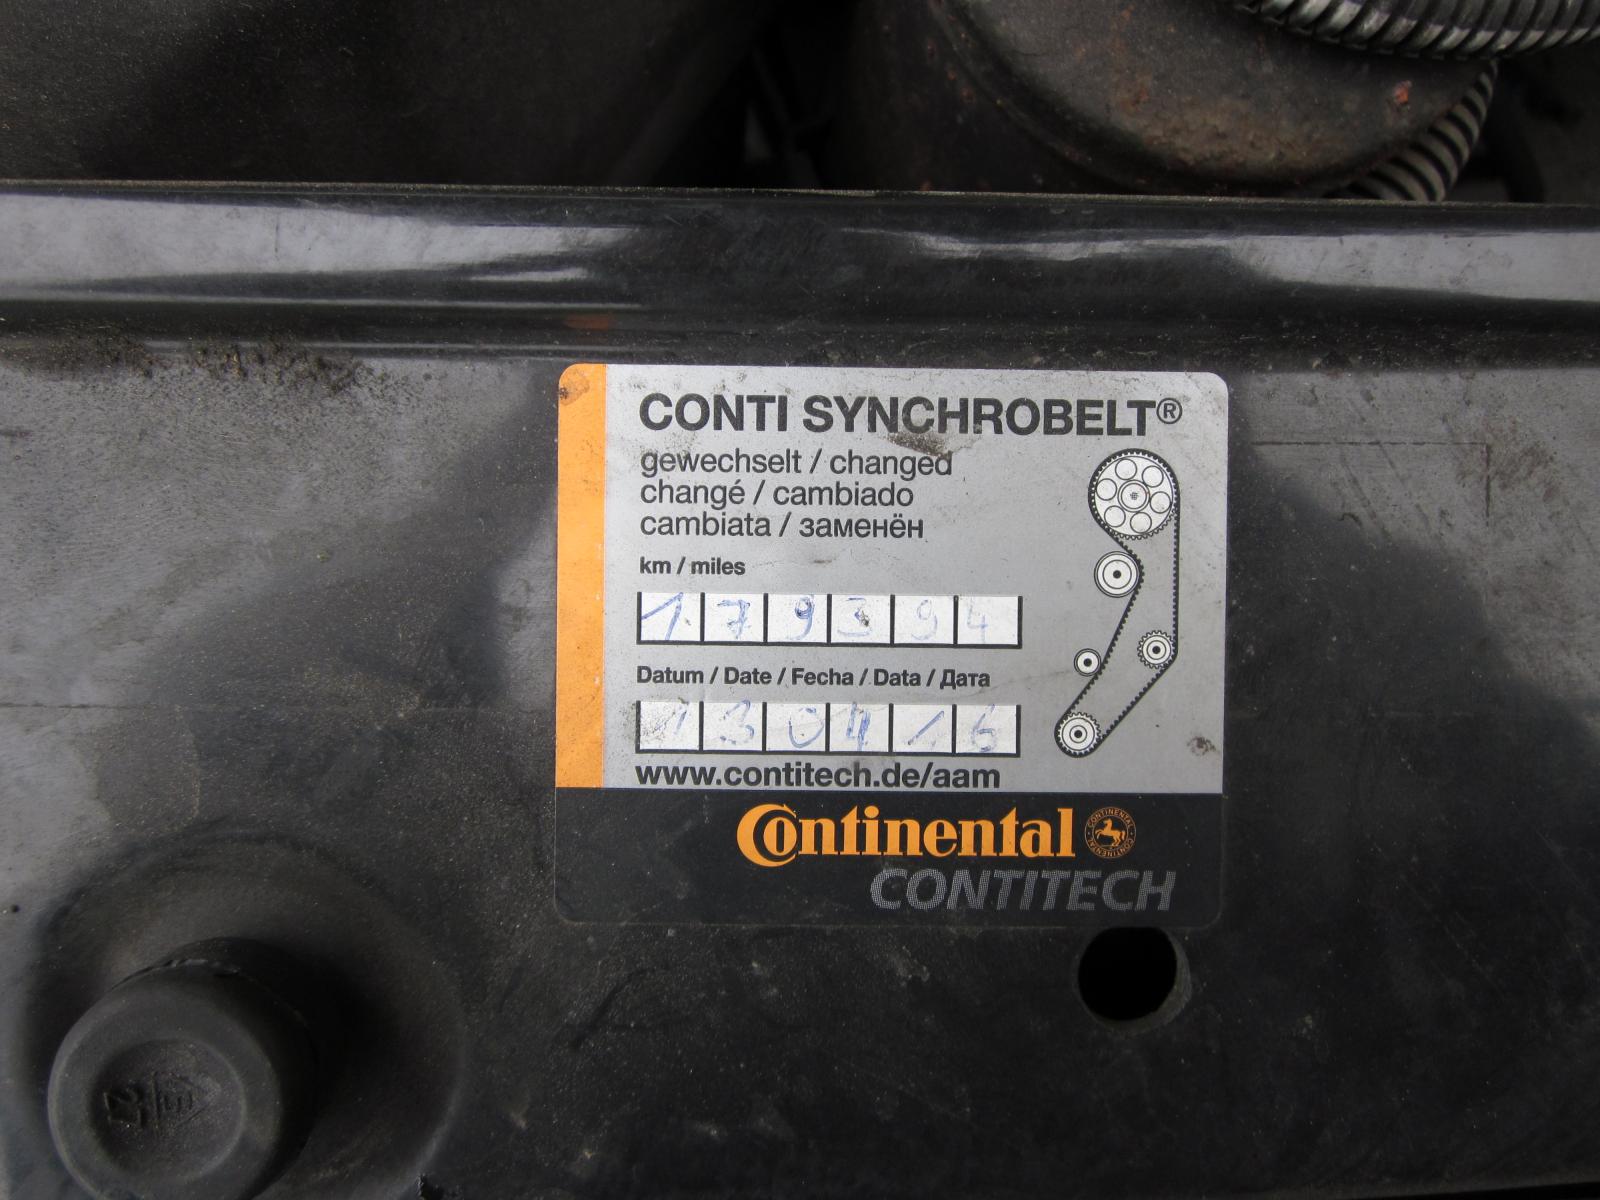 CONTI SYNCHROBELT®
gewechselt / changed
changé / cambiado
cambiata / заменён
km / miles
179394
Datum / Date / Fecha / Data / Дата
130416
www.contitech.de/aam
Continental
CONTITECH